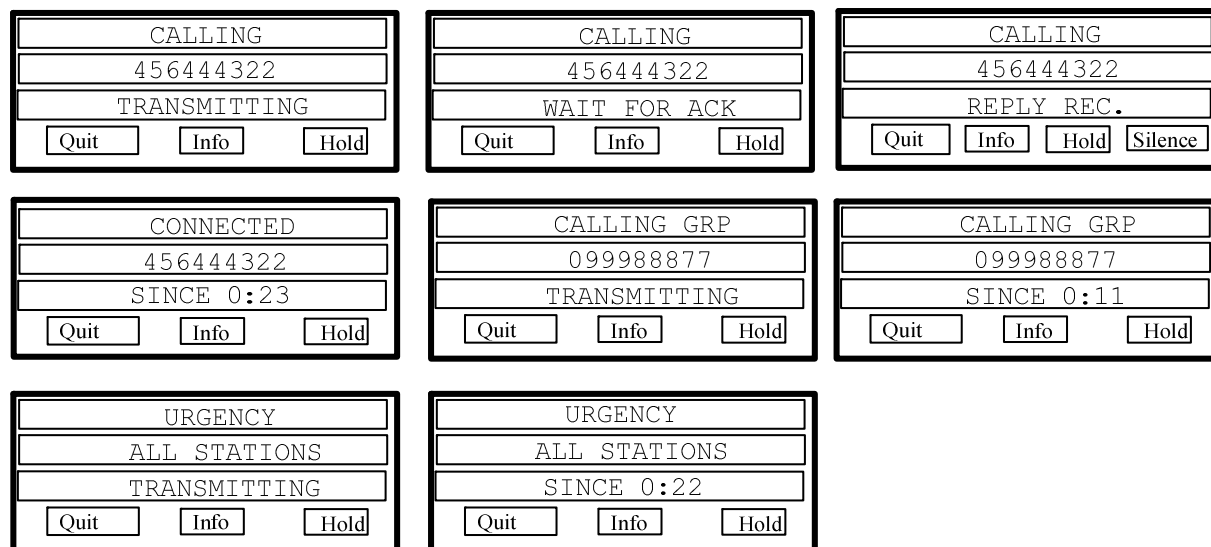 CALLING
456444322
TRANSMITTING
Quit Info Hold
CALLING
456444322
WAIT FOR ACK
Quit Info Hold
CALLING
456444322
REPLY REC.
Quit Info Hold Silence
CONNECTED
456444322
SINCE 0:23
Quit Info Hold
CALLING GRP
099988877
TRANSMITTING
Quit Info Hold
CALLING GRP
099988877
SINCE 0:11
Quit Info Hold
URGENCY
ALL STATIONS
TRANSMITTING
Quit Info Hold
URGENCY
ALL STATIONS
SINCE 0:22
Quit Info Hold